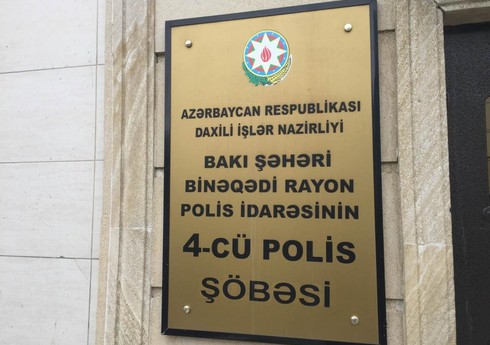 AZƏRBAYCAN RESPUBLİKASI
DAXİLİ İŞLƏR NAZİRLİYİ
BAKI ŞƏHƏRİ
BİNƏQƏDİ RAYON
POLİS İDARƏSİNİN
4-CÜ POLİS
ŞÖBƏSİ